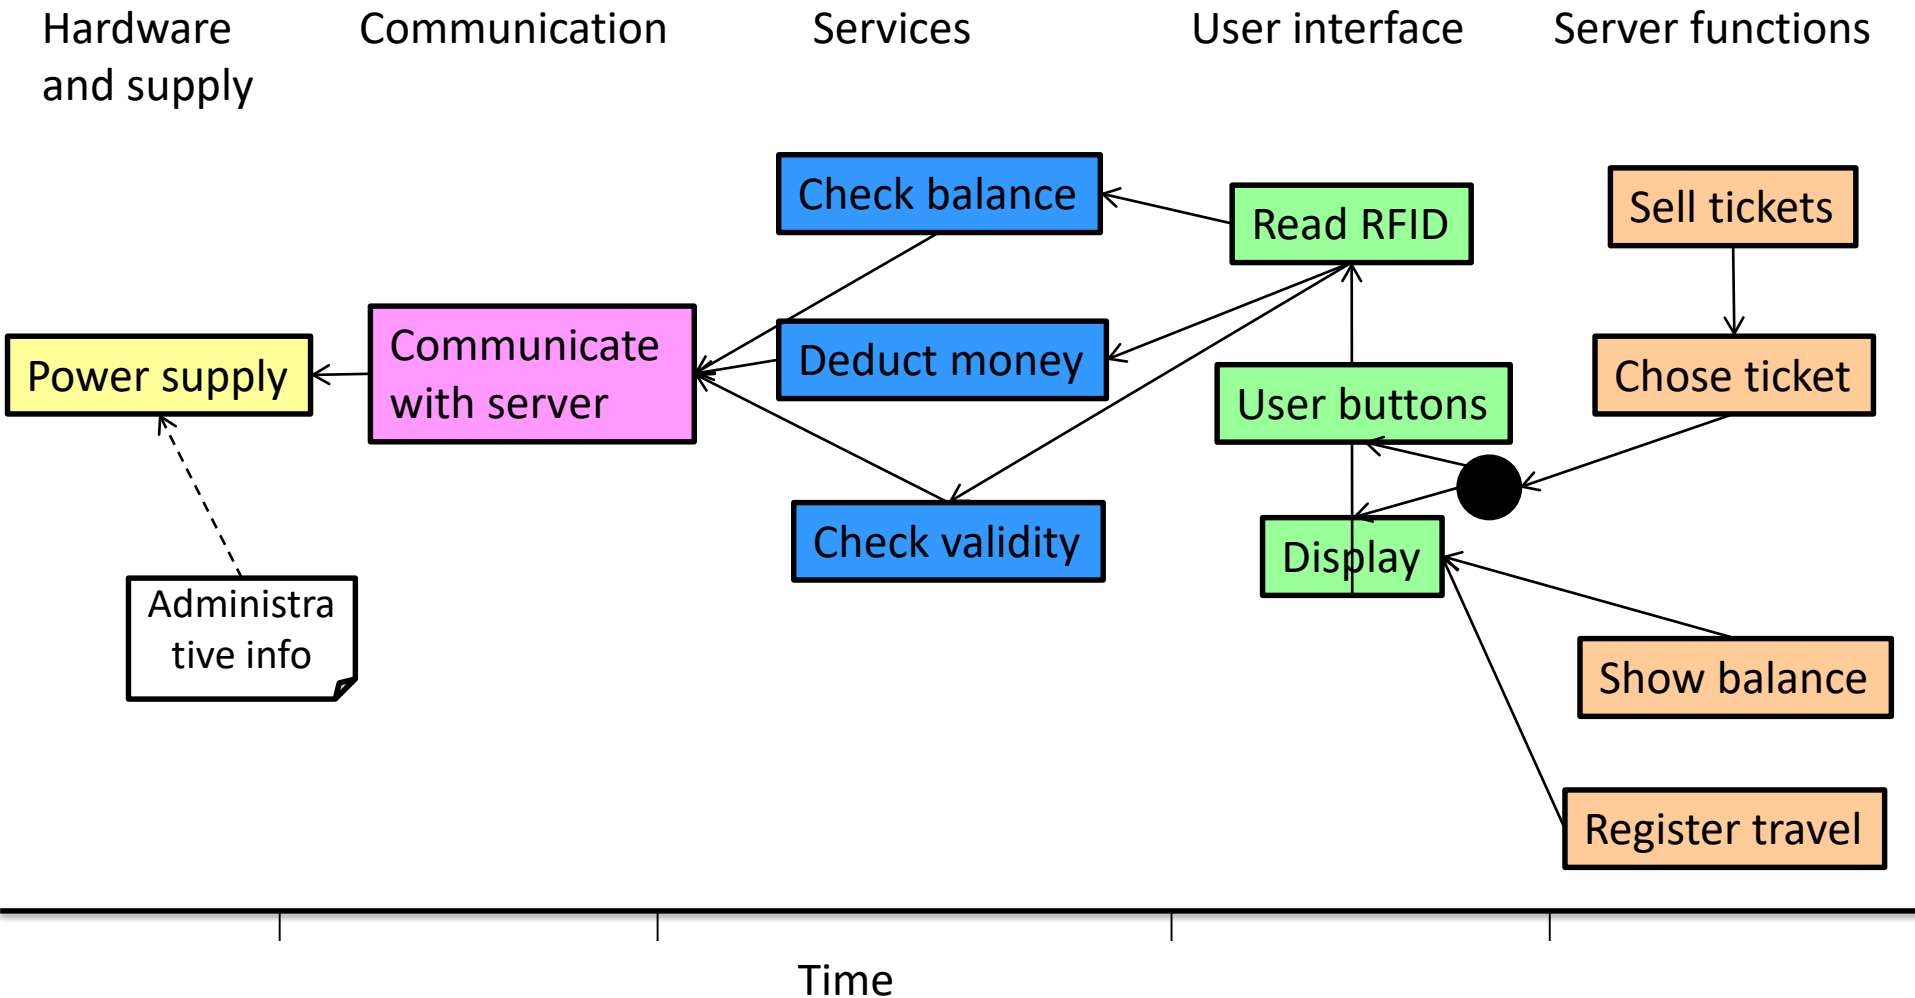 Hardware
and supply
Communication
Services
User interface
Server functions
Check balance
Read RFID
Sell tickets
Power supply
Communicate
with server
Deduct money
User buttons
Chose ticket
Check validity
Display
Administra
tive info
Show balance
Register travel
Time